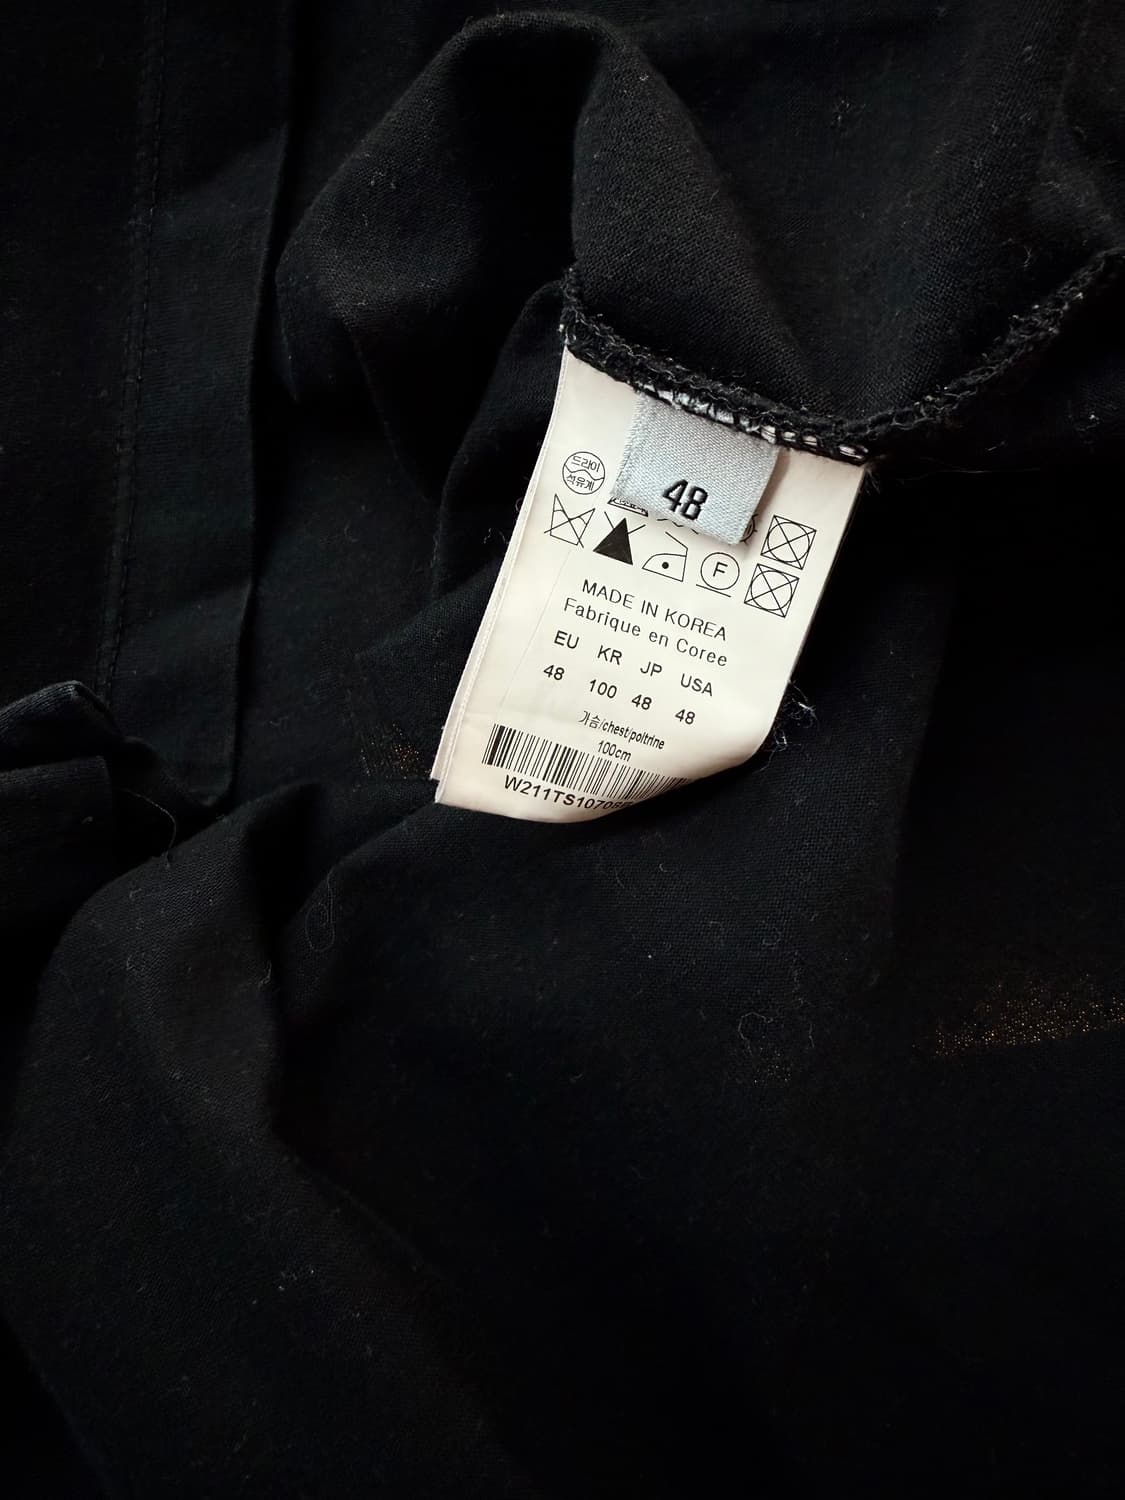 48
드라이
석유계
F
MADE IN KOREA
Fabrique en Coree
EU KR JP USA
48 100 48 48
가슴/chest/poitrine
100cm